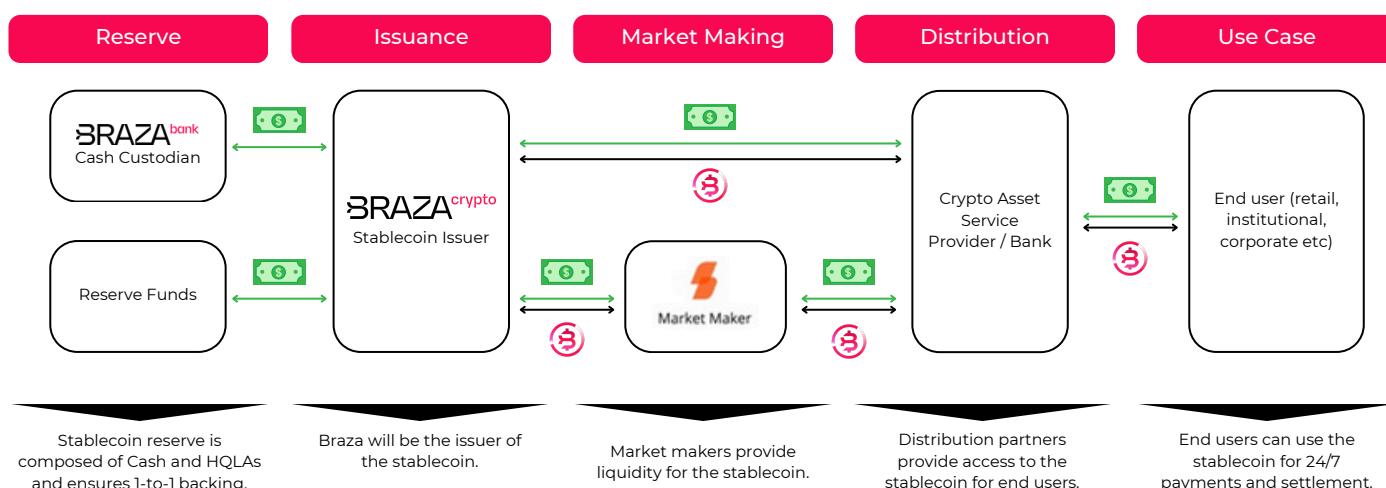 Reserve
Issuance
Market Making
Distribution
Use Case
BRAZA bank
Cash Custodian
Reserve Funds
BRAZA crypto
Stablecoin Issuer
Market Maker
Crypto Asset
Service
Provider / Bank
End user (retail,
institutional,
corporate etc)
Stablecoin reserve is
composed of Cash and HQLAs
and ensures 1-to-1 backing.
Braza will be the issuer of
the stablecoin.
Market makers provide
liquidity for the stablecoin.
Distribution partners
provide access to the
stablecoin for end users.
End users can use the
stablecoin for 24/7
payments and settlement.